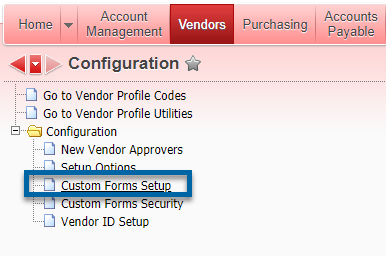 Home
Account Management
Vendors
Purchasing
Accounts Payable
Configuration
Go to Vendor Profile Codes
Go to Vendor Profile Utilities
Configuration
New Vendor Approvers
Setup Options
Custom Forms Setup
Custom Forms Security
Vendor ID Setup